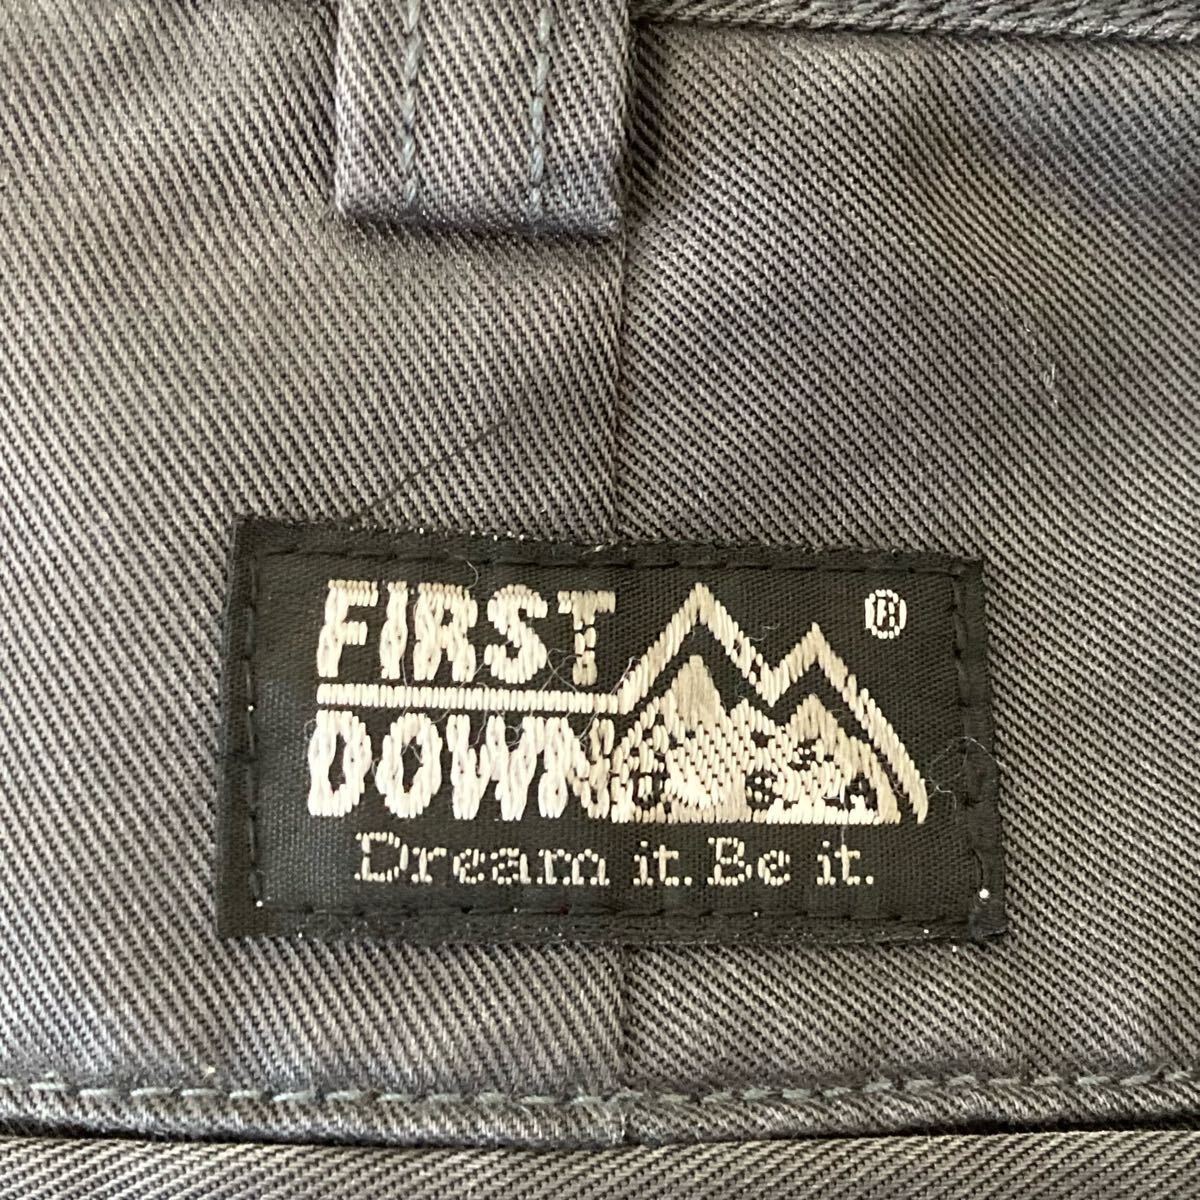 FIRST ®
DOWN
U.S.A
Dream it. Be it.